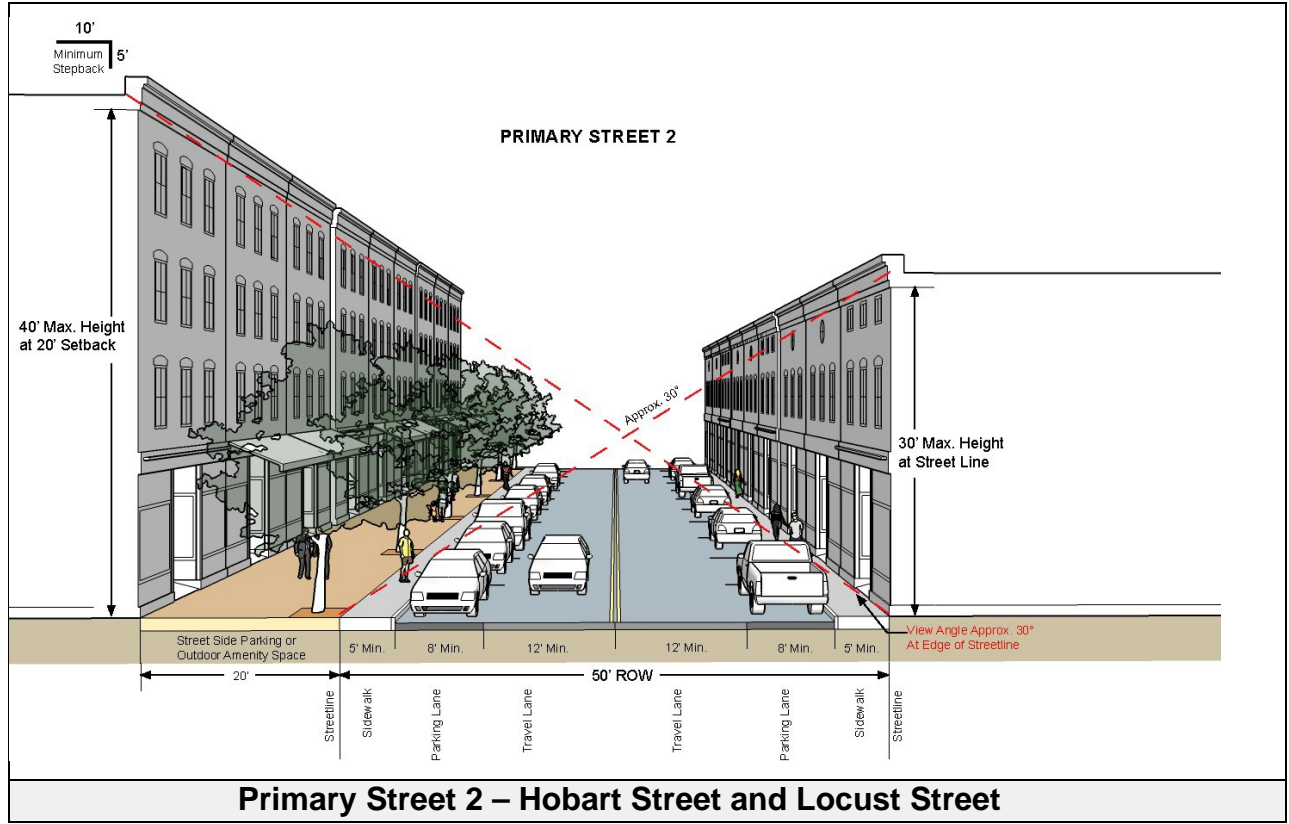 10'
Minimum
Stepback
5'
PRIMARY STREET 2
40' Max. Height
at 20' Setback
Approx. 30°
30' Max. Height
at Street Line
View Angle Approx. 30°
At Edge of Streetline
Street Side Parking or
Outdoor Amenity Space
5' Min.
8' Min.
12' Min.
12' Min.
8' Min.
5' Min.
20'
50' ROW
Streetline
Sidewalk
Parking Lane
Travel Lane
Travel Lane
Parking Lane
Sidewalk
Streetline
Primary Street 2 – Hobart Street and Locust Street